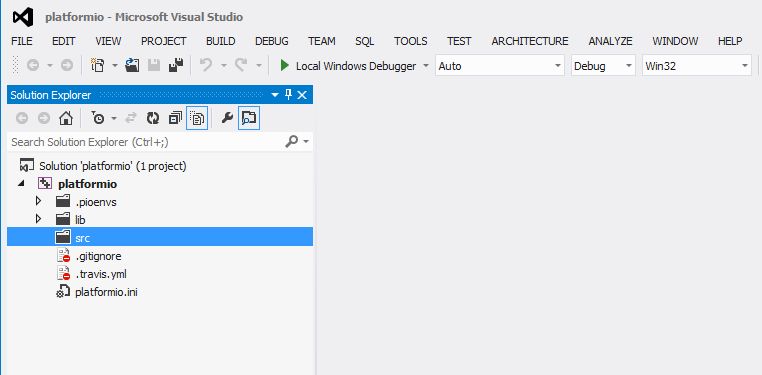 platformio - Microsoft Visual Studio
FILE EDIT VIEW PROJECT BUILD DEBUG TEAM SQL TOOLS TEST ARCHITECTURE ANALYZE WINDOW HELP
Local Windows Debugger Auto Debug Win32
Solution Explorer
Search Solution Explorer (Ctrl+;)
Solution 'platformio' (1 project)
platformio
.pioenvs
lib
src
.gitignore
.travis.yml
platformio.ini